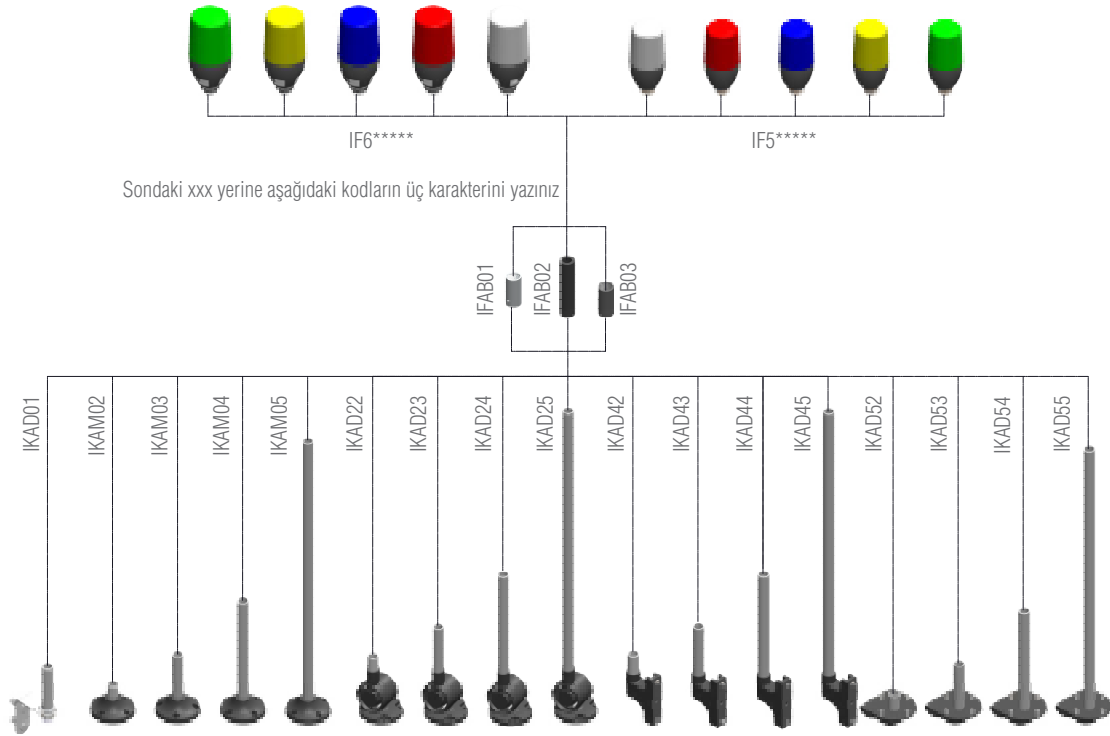 IF6*****
IF5*****
Sondaki xxx yerine aşağıdaki kodların üç karakterini yazınız
IFAB01
IFAB02
IFAB03
IKAD01
IKAM02
IKAM03
IKAM04
IKAM05
IKAD22
IKAD23
IKAD24
IKAD25
IKAD42
IKAD43
IKAD44
IKAD45
IKAD52
IKAD53
IKAD54
IKAD55